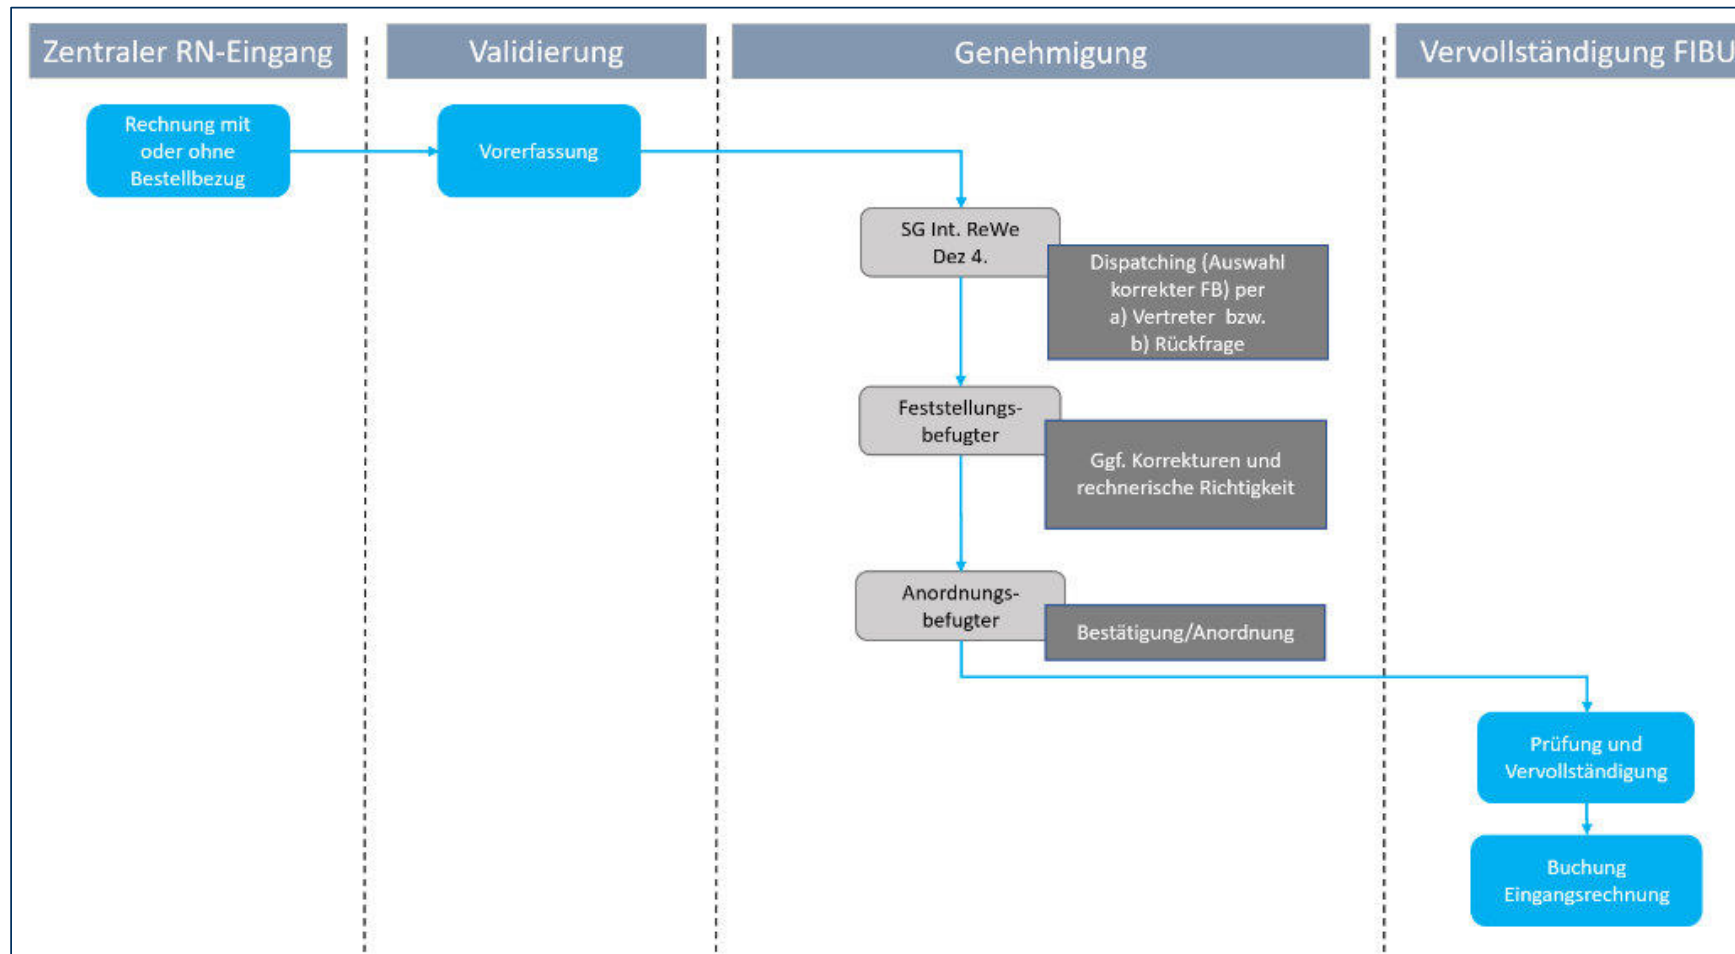 Zentraler RN-Eingang
Validierung
Genehmigung
Vervollständigung FIBU
Rechnung mit
oder ohne
Bestellbezug
Vorerfassung
SG Int. ReWe
Dez 4.
Dispatching (Auswahl
korrekter FB) per
a) Vertreter bzw.
b) Rückfrage
Feststellungs-
befugter
Ggf. Korrekturen und
rechnerische Richtigkeit
Anordnungs-
befugter
Bestätigung/Anordnung
Prüfung und
Vervollständigung
Buchung
Eingangsrechnung